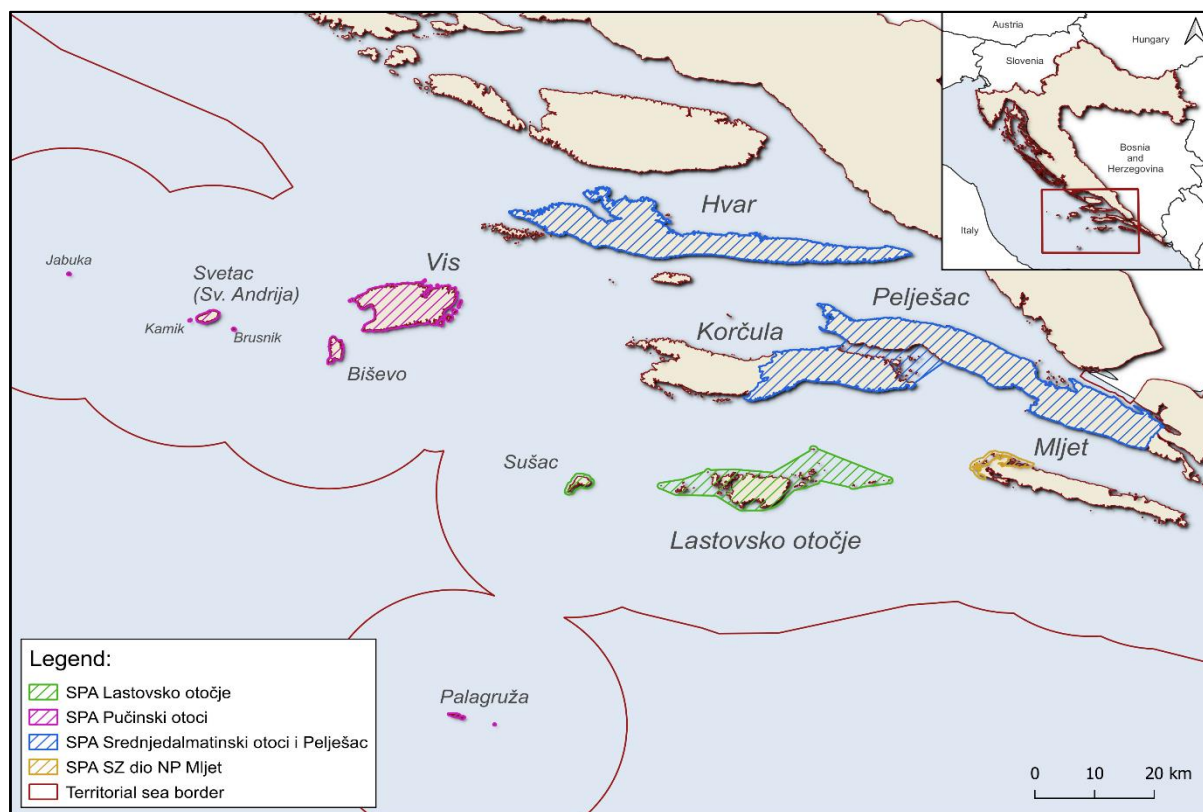 Austria
Hungary
Slovenia
Bosnia
and
Herzegovina
Italy
Hvar
Jabuka
Svetac
(Sv. Andrija)
Vis
Kamik
Brusnik
Biševo
Pelješac
Korčula
Sušac
Mljet
Lastovsko otočje
Palagruža
Legend:
SPA Lastovsko otočje
SPA Pučinski otoci
SPA Srednjedalmatinski otoci i Pelješac
SPA SZ dio NP Mljet
Territorial sea border
0 10 20 km